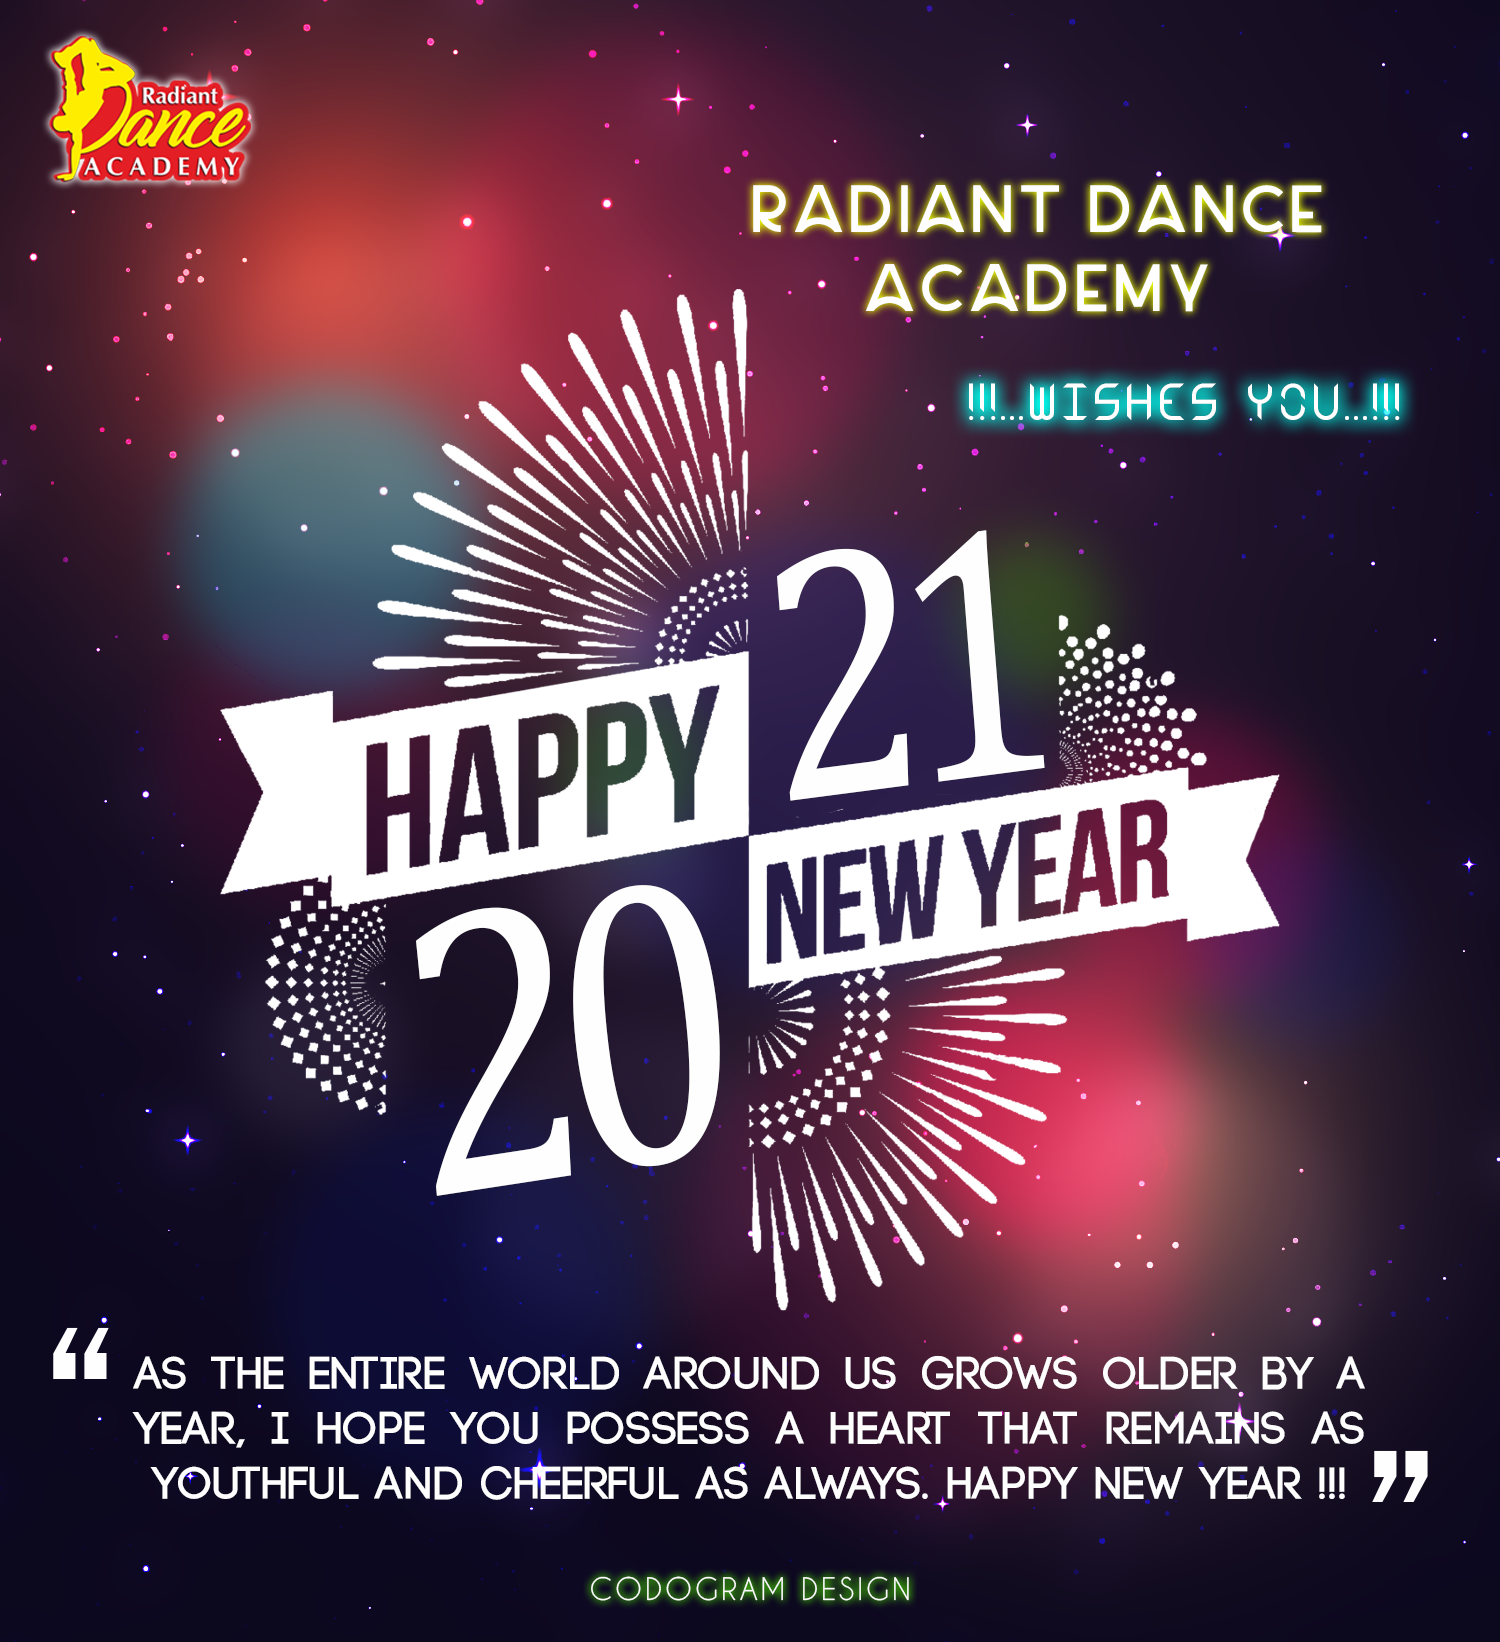 Radiant
Dance
ACADEMY
RADIANT DANCE
ACADEMY
!!!...WISHES YOU...!!!
21
HAPPY
NEW YEAR
20
“ AS THE ENTIRE WORLD AROUND US GROWS OLDER BY A
YEAR, I HOPE YOU POSSESS A HEART THAT REMAINS AS
YOUTHFUL AND CHEERFUL AS ALWAYS. HAPPY NEW YEAR !!! ”
CODOGRAM DESIGN